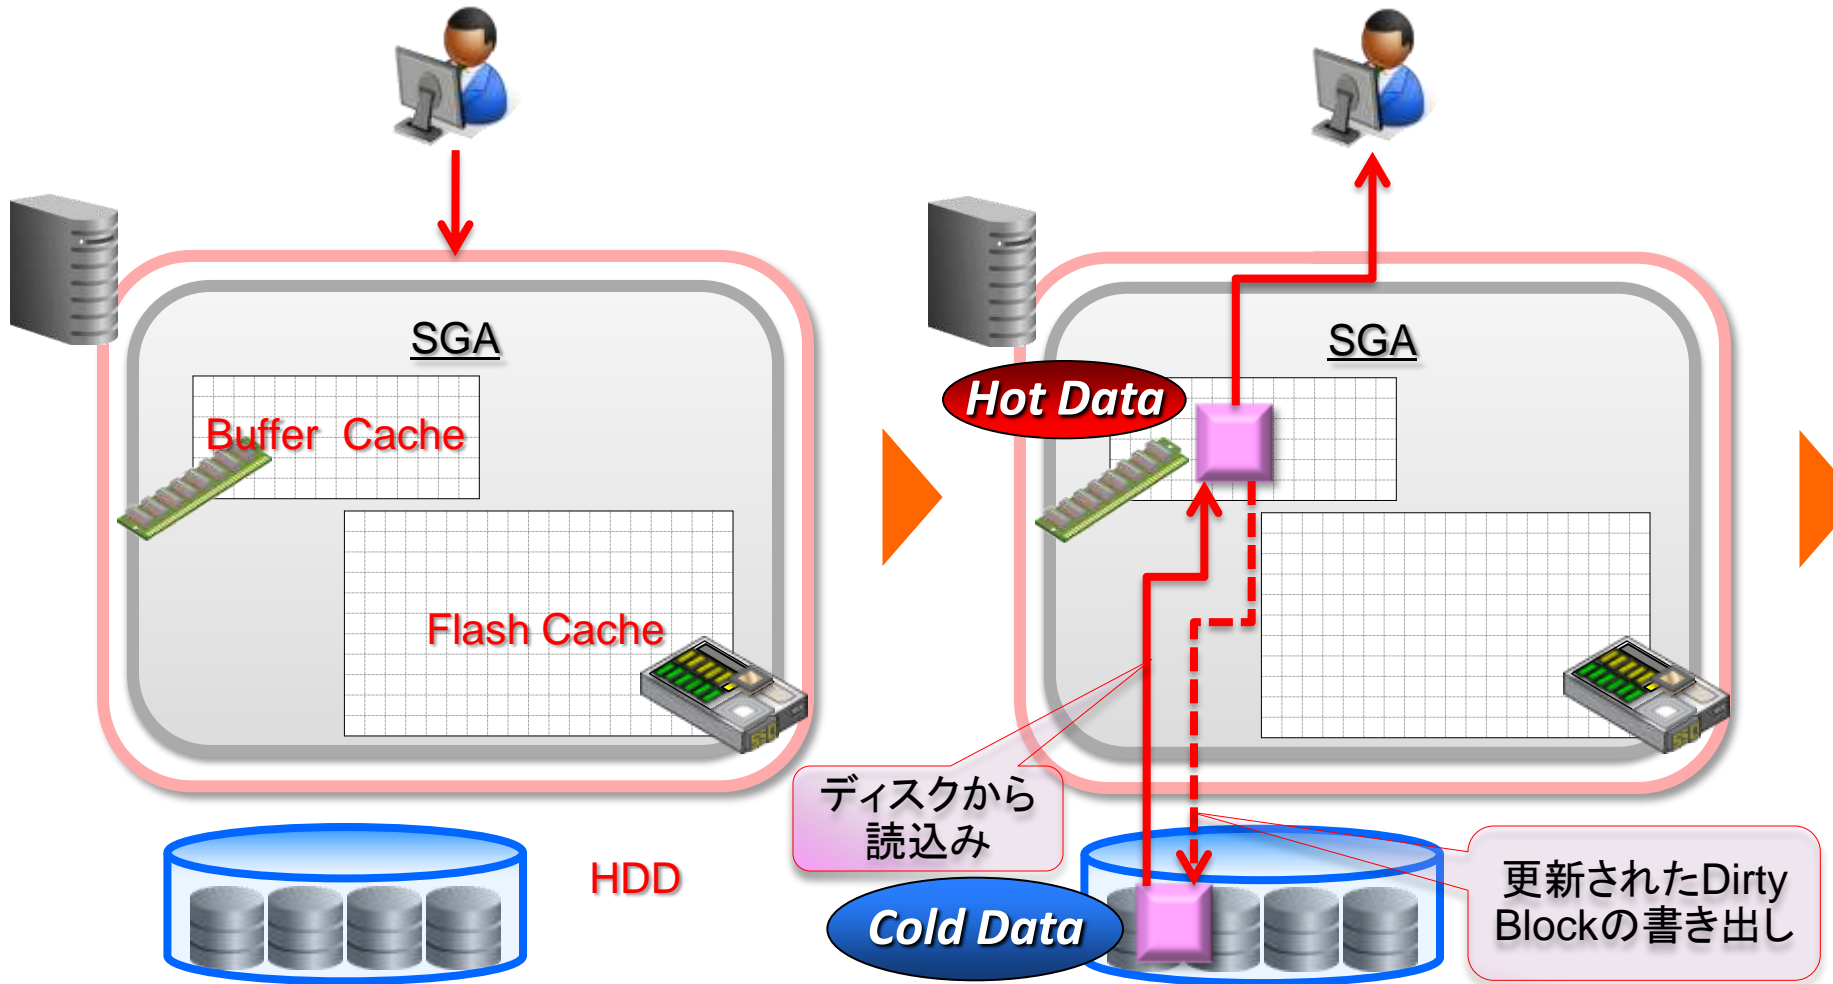 SGA
Buffer Cache
Flash Cache
HDD
SGA
Hot Data
ディスクから
読込み
Cold Data
更新されたDirty
Blockの書き出し
SSD
SSD